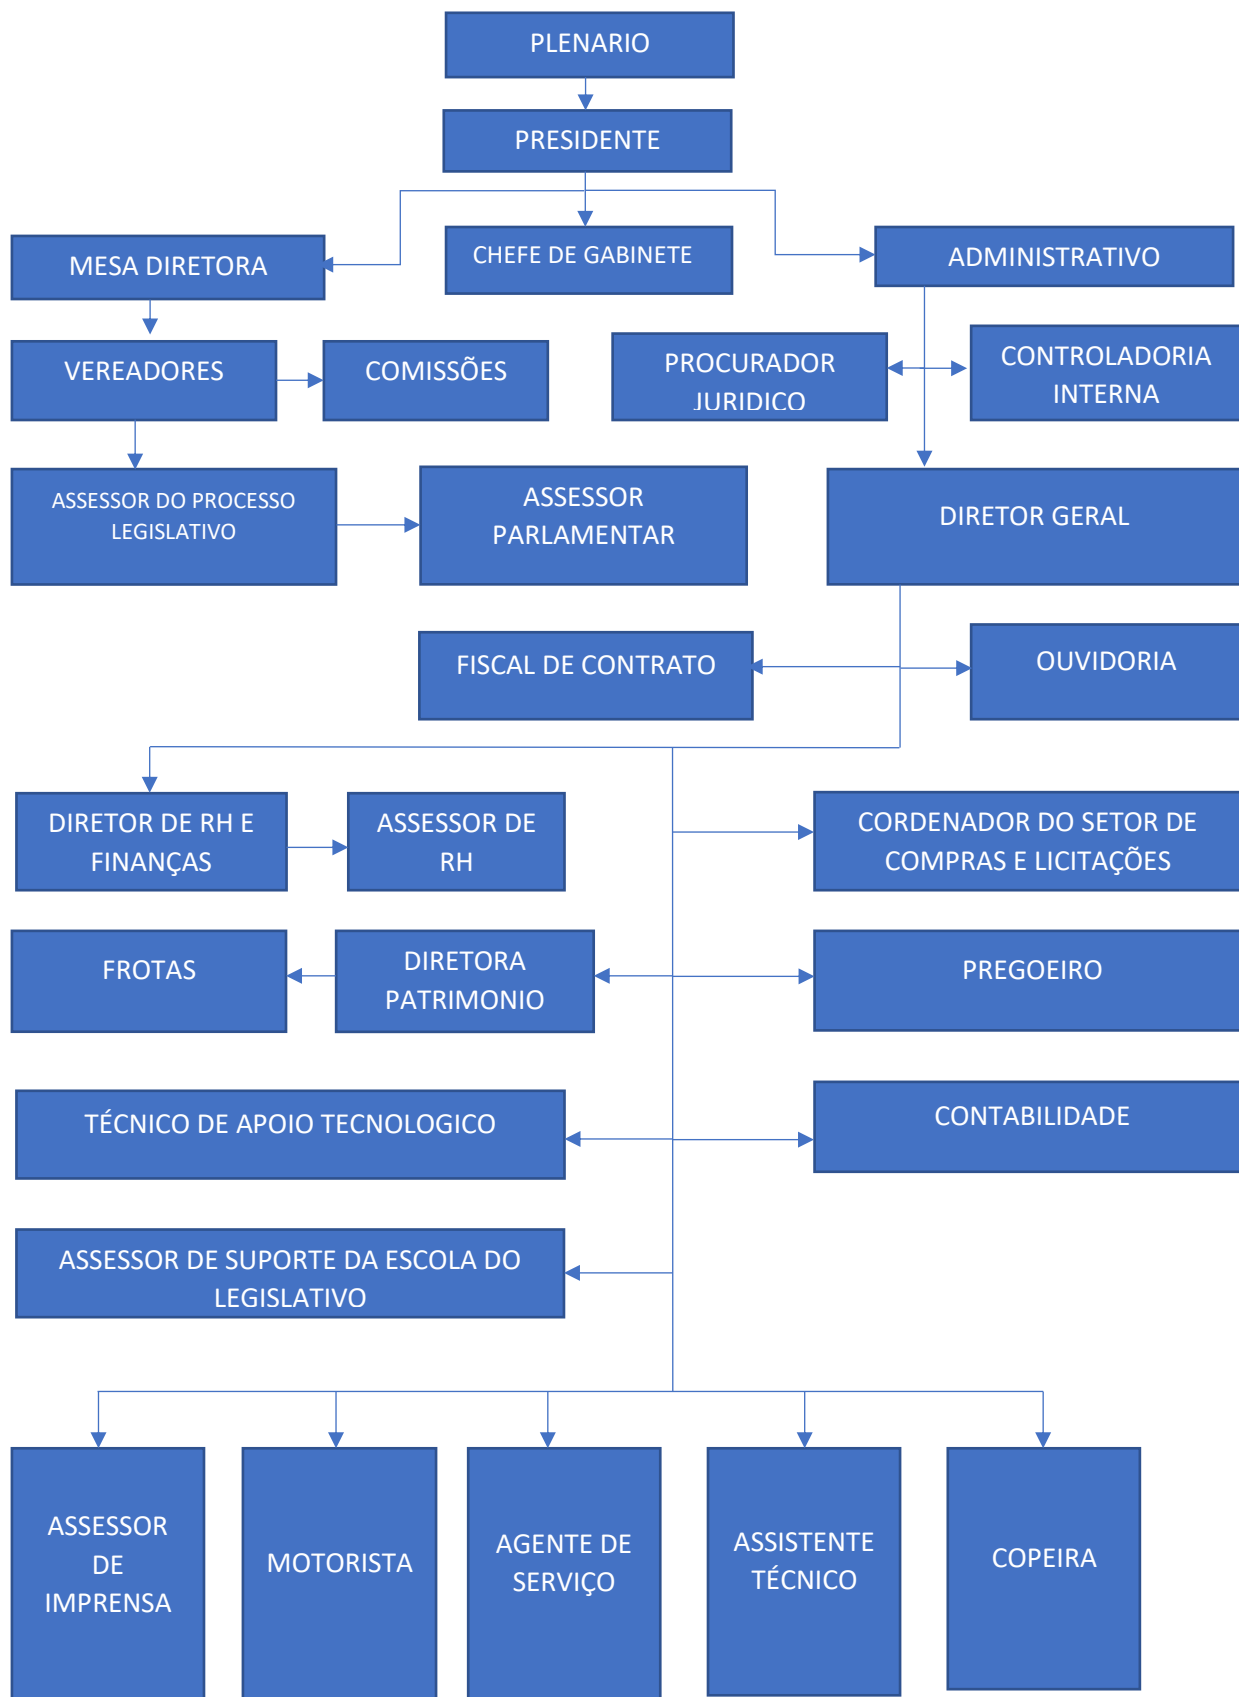 PLENARIO
PRESIDENTE
MESA DIRETORA
CHEFE DE GABINETE
ADMINISTRATIVO
VEREADORES
COMISSÕES
PROCURADOR
JURIDICO
CONTROLADORIA
INTERNA
ASSESSOR DO PROCESSO
LEGISLATIVO
ASSESSOR
PARLAMENTAR
DIRETOR GERAL
FISCAL DE CONTRATO
OUVIDORIA
DIRETOR DE RH E
FINANÇAS
ASSESSOR DE
RH
CORDENADOR DO SETOR DE
COMPRAS E LICITAÇÕES
FROTAS
DIRETORA
PATRIMONIO
PREGOEIRO
TÉCNICO DE APOIO TECNOLOGICO
CONTABILIDADE
ASSESSOR DE SUPORTE DA ESCOLA DO
LEGISLATIVO
ASSESSOR
DE
IMPRENSA
MOTORISTA
AGENTE DE
SERVIÇO
ASSISTENTE
TÉCNICO
COPEIRA